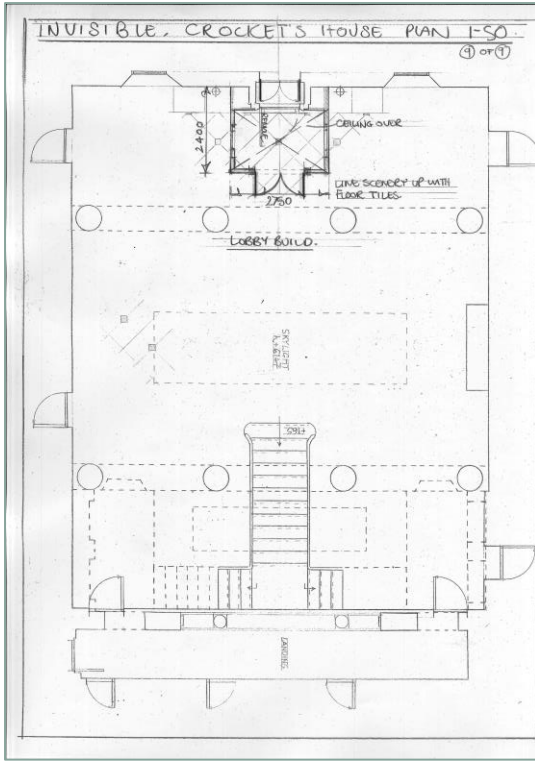 INVISIBLE. CROCKET'S HOUSE PLAN 1-50.
9 OF 9
CEILING OVER
2400
LINE SCENERY UP WITH
FLOOR TILES.
2750
LOBBY BUILD.
SKYLIGHT
+765
LANDING.